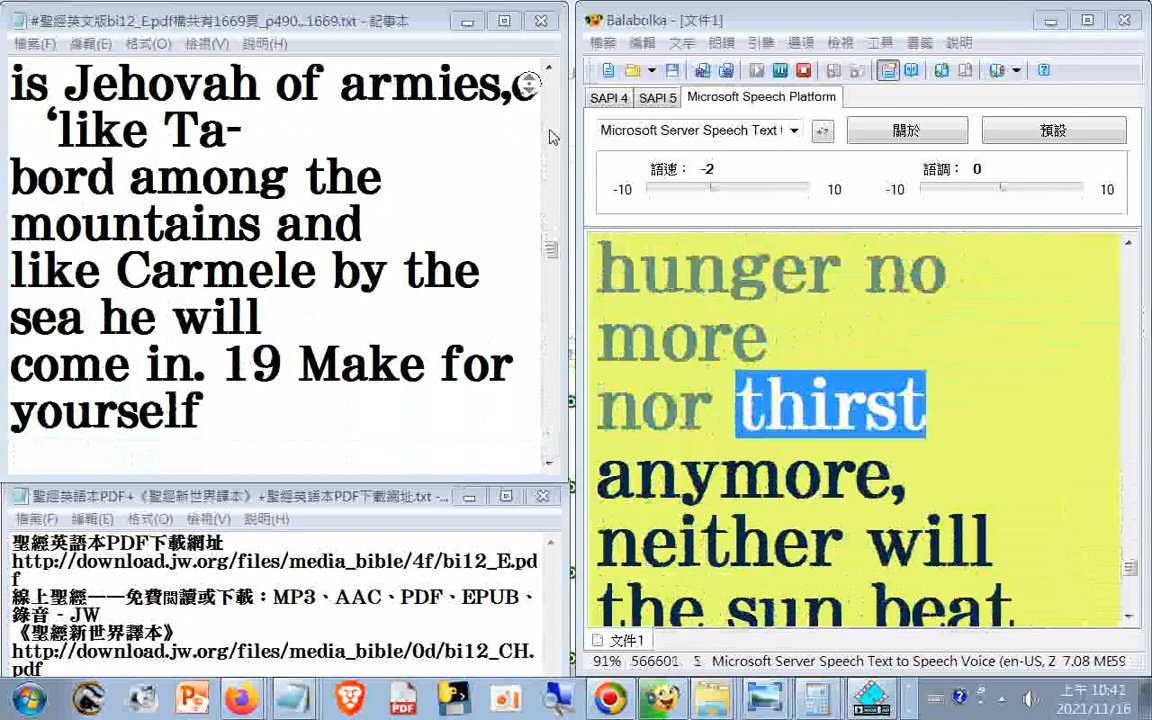 #聖經英文版bi12_E.pdf檔共有1669頁_p490...1669.txt - 記事本
檔案(F) 編輯(E) 格式(O) 檢視(V) 說明(H)
is Jehovah of armies,e
‘like Ta-
bord among the
mountains and
like Carmele by the
sea he will
come in. 19 Make for
yourself
聖經英語本PDF+《聖經新世界譯本》+聖經英語本PDF下載網址.txt -...
檔案(F) 編輯(E) 格式(O) 檢視(V) 說明(H)
聖經英語本PDF下載網址
http://download.jw.org/files/media_bible/4f/bi12_E.pd
f
線上聖經——免費閱讀或下載：MP3、AAC、PDF、EPUB、
錄音 - JW
《聖經新世界譯本》
http://download.jw.org/files/media_bible/0d/bi12_CH.
pdf
Balabolka - [文件1]
檔案 編輯 文字 朗讀 引擎 選項 檢視 工具 書籤 說明
SAPI 4 SAPI 5 Microsoft Speech Platform
Microsoft Server Speech Text
關於 預設
語速： -2 語調： 0
-10 10 -10 10
hunger no
more
nor thirst
anymore,
neither will
the sun beat
文件1
91% 566601 Microsoft Server Speech Text to Speech Voice (en-US, Z 7.08 ME59
上午 10:41
2021/11/16